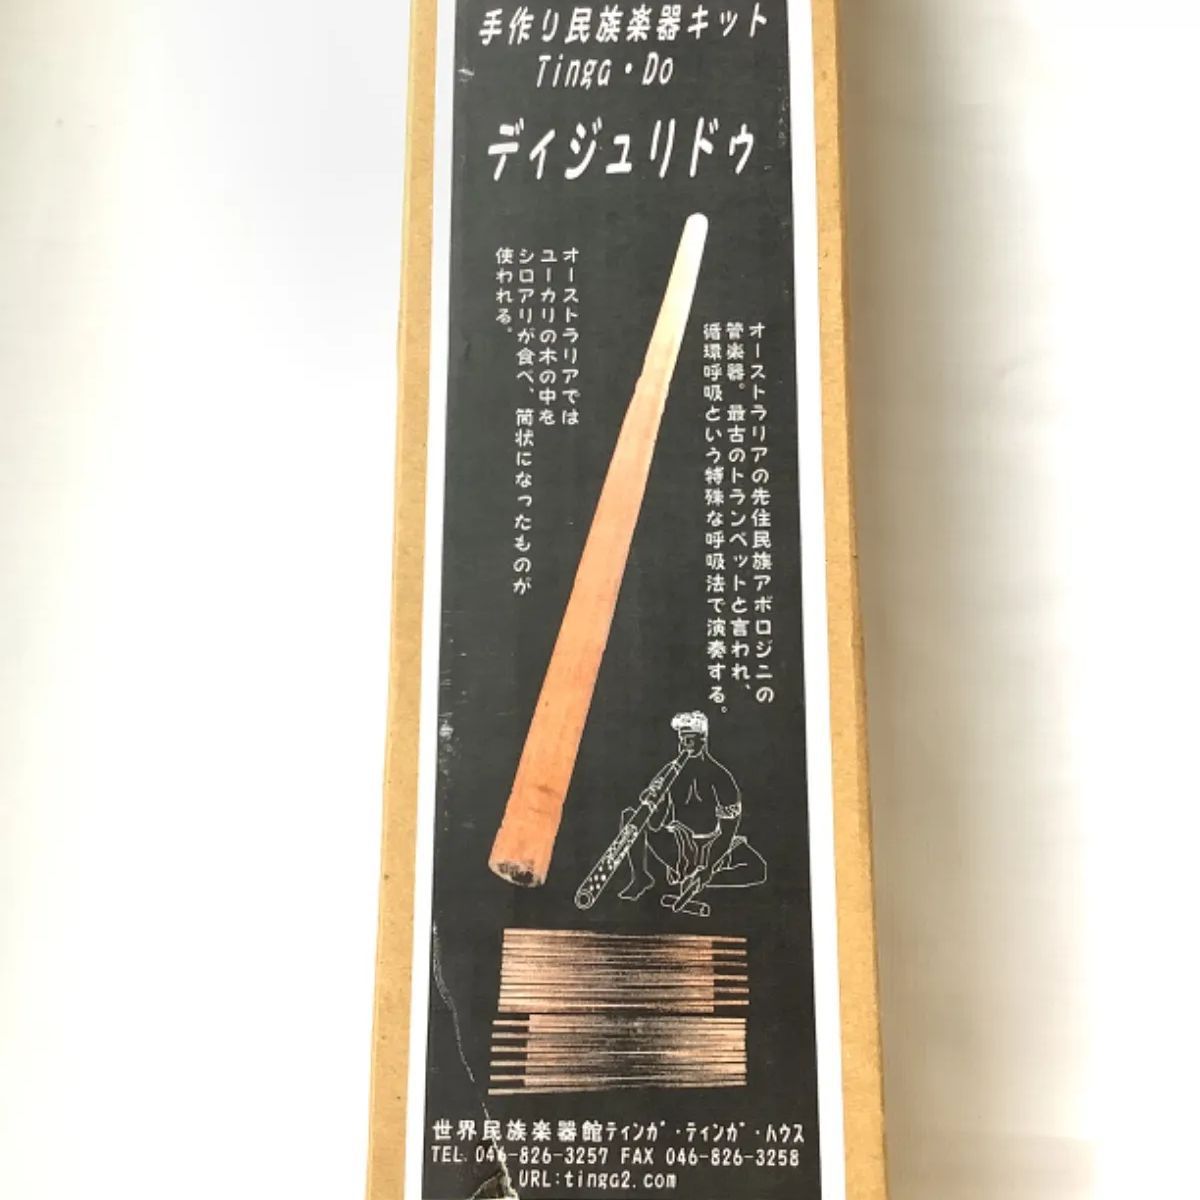 手作り民族楽器キット
Tinga・Do
ディジュリドゥ
オーストラリアの先住民族アボロジニの
管楽器。最古のトランペットと言われ、
循環呼吸という特殊な呼吸法で演奏する。
オーストラリアでは
ユーカリの木の中を
シロアリが食べ、筒状になったものが
使われる。
世界民族楽器館ティンガ・ティンガ・ハウス
TEL. 046-826-3257 FAX 046-826-3258
URL:tinga2.com